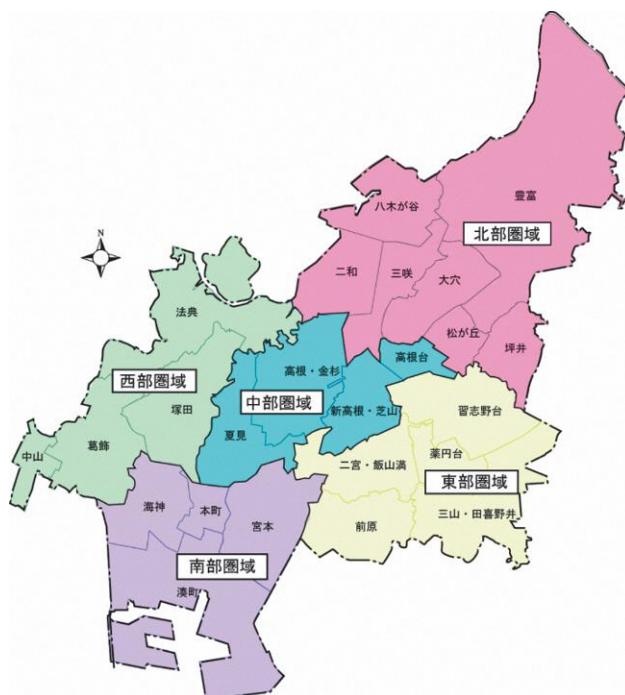 豊富
八木が谷
北部圏域
N
二和
三咲
大穴
法典
松が丘
坪井
高根台
高根・金杉
西部圏域
中部圏域
新高根・芝山
習志野台
塚田
夏見
葛飾
中山
薬円台
二宮・飯山満
東部圏域
海神
本町
宮本
前原
三山・田喜野井
南部圏域
湊町